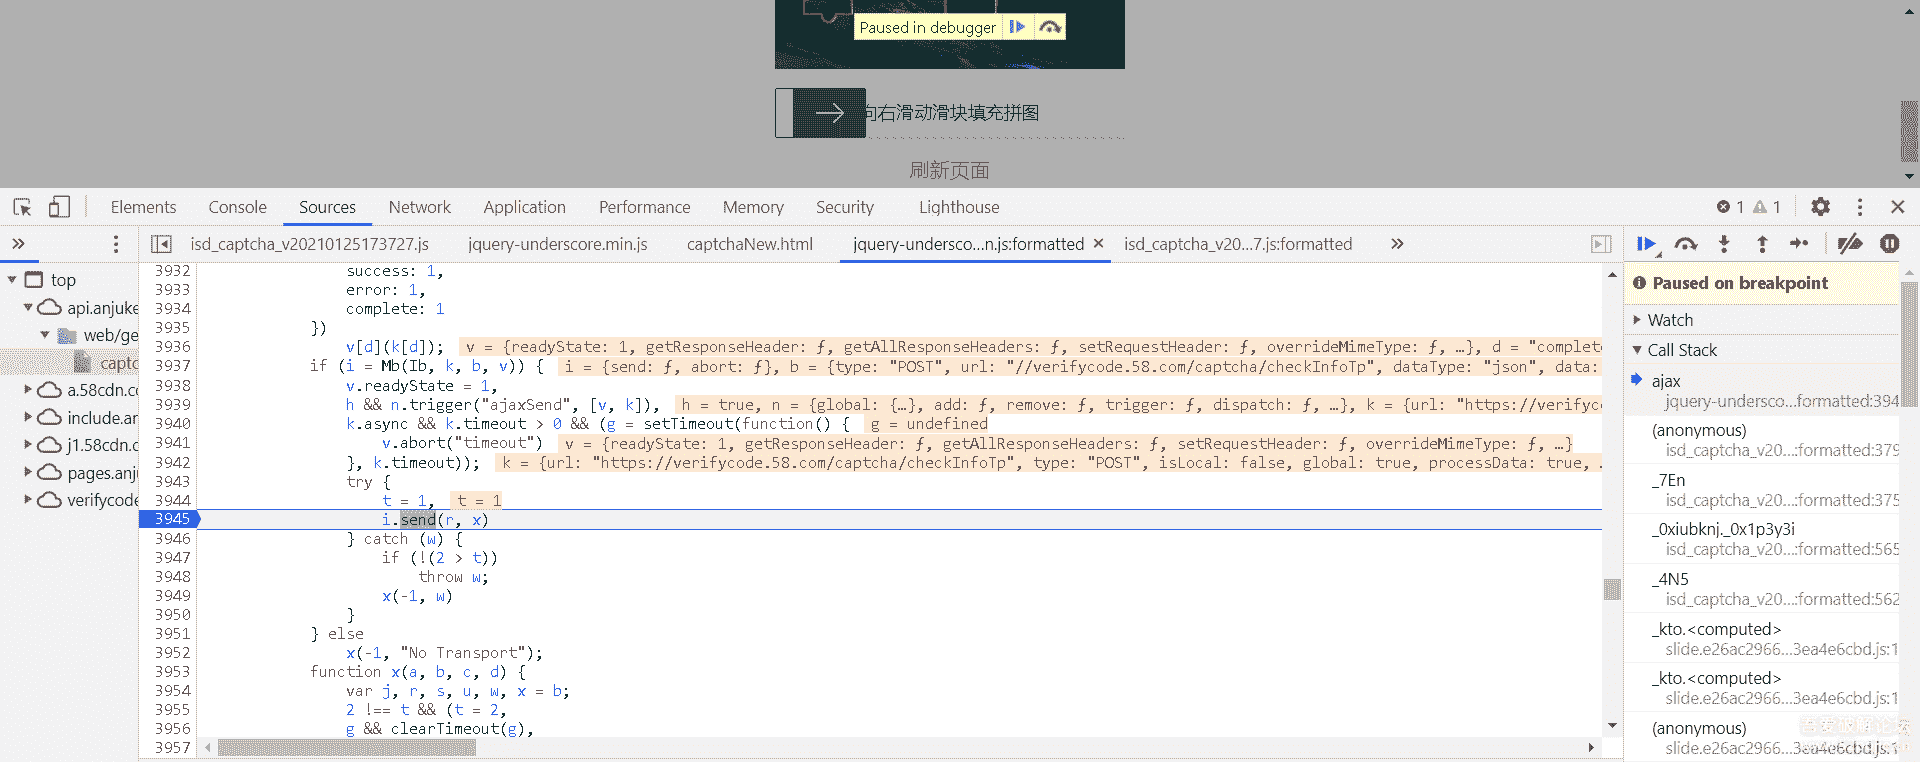 Paused in debugger
向右滑动滑块填充拼图
刷新页面
Elements Console Sources Network Application Performance Memory Security Lighthouse 1 1
isd_captcha_v20210125173727.js jquery-underscore.min.js captchaNew.html jquery-undersco...n.js:formatted isd_captcha_v20...7.js:formatted
top
api.anjuke
web/ge
captc
a.58cdn.co
include.an
j1.58cdn.c
pages.anj
verifycode
3932 success: 1,
3933 error: 1,
3934 complete: 1
3935 })
3936 v[d](k[d]); v = {readyState: 1, getResponseHeader: ƒ, getAllResponseHeaders: ƒ, setRequestHeader: ƒ, overrideMimeType: ƒ, …}, d = "complet
3937 if (i = Mb(Ib, k, b, v)) { i = {send: ƒ, abort: ƒ}, b = {type: "POST", url: "//verifycode.58.com/captcha/checkInfoTp", dataType: "json", data:
3938 v.readyState = 1,
3939 h && n.trigger("ajaxSend", [v, k]), h = true, n = {global: {…}, add: ƒ, remove: ƒ, trigger: ƒ, dispatch: ƒ, …}, k = {url: "https://verifyc
3940 k.async && k.timeout > 0 && (g = setTimeout(function() { g = undefined
3941 v.abort("timeout") v = {readyState: 1, getResponseHeader: ƒ, getAllResponseHeaders: ƒ, setRequestHeader: ƒ, overrideMimeType: ƒ, …}
3942 }, k.timeout)); k = {url: "https://verifycode.58.com/captcha/checkInfoTp", type: "POST", isLocal: false, global: true, processData: true,
3943 try {
3944 t = 1, t = 1
3945 i.send(r, x)
3946 } catch (w) {
3947 if (!(2 > t))
3948 throw w;
3949 x(-1, w)
3950 }
3951 } else
3952 x(-1, "No Transport");
3953 function x(a, b, c, d) {
3954 var j, r, s, u, w, x = b;
3955 2 !== t && (t = 2,
3956 g && clearTimeout(g),
3957
Paused on breakpoint
Watch
Call Stack
ajax
jquery-undersco...formatted:394
(anonymous)
isd_captcha_v20...:formatted:379
_7En
isd_captcha_v20...:formatted:375
_0xiubknj._0x1p3y3i
isd_captcha_v20...:formatted:565
_4N5
isd_captcha_v20...:formatted:562
_kto.<computed>
slide.e26ac2966...3ea4e6cbd.js:1
_kto.<computed>
slide.e26ac2966...3ea4e6cbd.js:1
(anonymous)
slide.e26ac2966...3ea4e6cbd.js:1